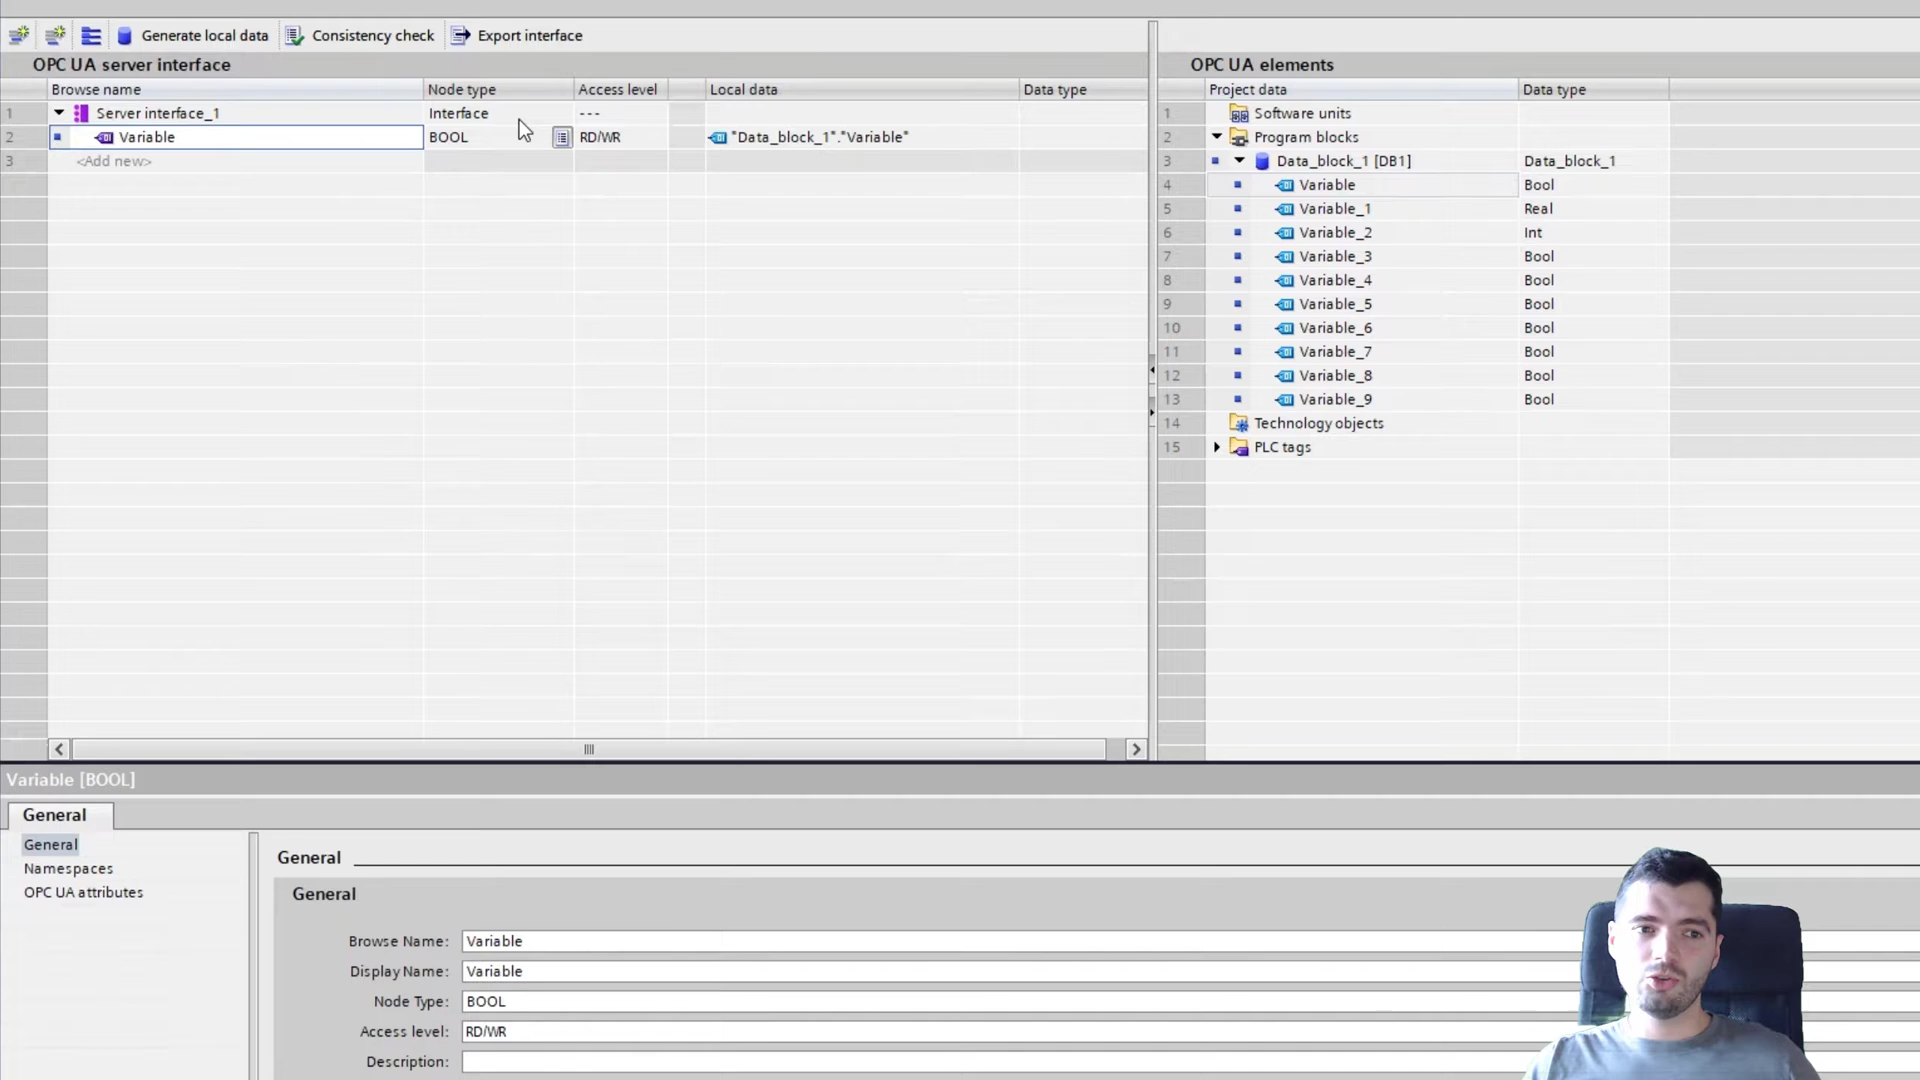 Generate local data Consistency check Export interface
OPC UA server interface
Browse name Node type Access level Local data Data type
1 Server interface_1 Interface ---
2 Variable BOOL RD/WR "Data_block_1"."Variable"
3 <Add new>
OPC UA elements
Project data Data type
1 Software units
2 Program blocks
3 Data_block_1 [DB1] Data_block_1
4 Variable Bool
5 Variable_1 Real
6 Variable_2 Int
7 Variable_3 Bool
8 Variable_4 Bool
9 Variable_5 Bool
10 Variable_6 Bool
11 Variable_7 Bool
12 Variable_8 Bool
13 Variable_9 Bool
14 Technology objects
15 PLC tags
Variable [BOOL]
General
General
Namespaces
OPC UA attributes
General
General
Browse Name: Variable
Display Name: Variable
Node Type: BOOL
Access level: RD/WR
Description: